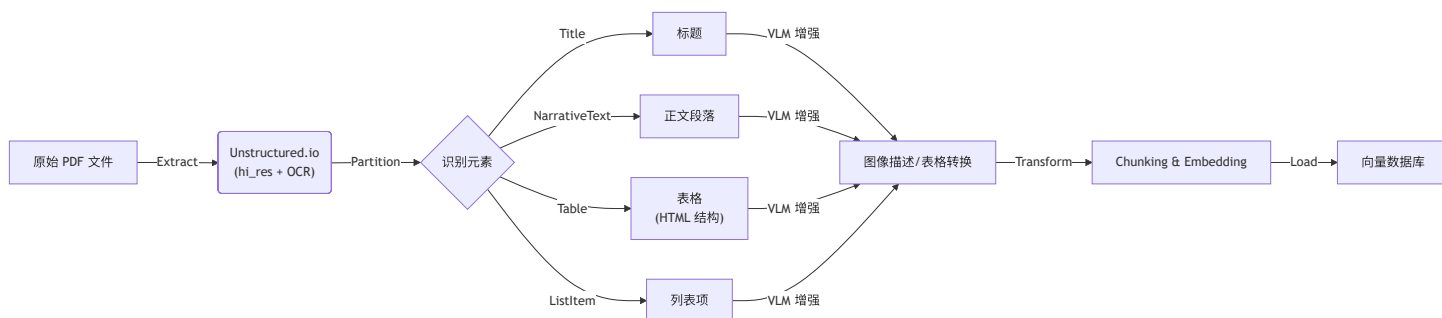 原始 PDF 文件
Extract
Unstructured.io
(hi_res + OCR)
Partition
识别元素
Title
标题
VLM 增强
NarrativeText
正文段落
VLM 增强
Table
表格
(HTML 结构)
VLM 增强
ListItem
列表项
VLM 增强
图像描述/表格转换
Transform
Chunking & Embedding
Load
向量数据库